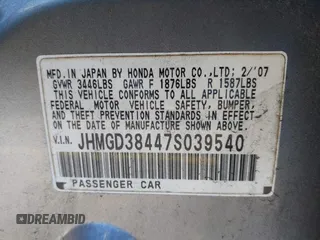 MFD. IN JAPAN BY HONDA MOTOR CO.,LTD; 2/'07
GVWR 3446LBS GAWR F 1876LBS R 1587LBS
THIS VEHICLE CONFORMS TO ALL APPLICABLE
FEDERAL MOTOR VEHICLE SAFETY, BUMPER,
AND THEFT PREVENTION STANDARDS IN EFFECT
ON THE DATE OF MANUFACTURE SHOWN ABOVE.
V.I.N. JHMGD38447S039540
PASSENGER CAR
DREAMBID